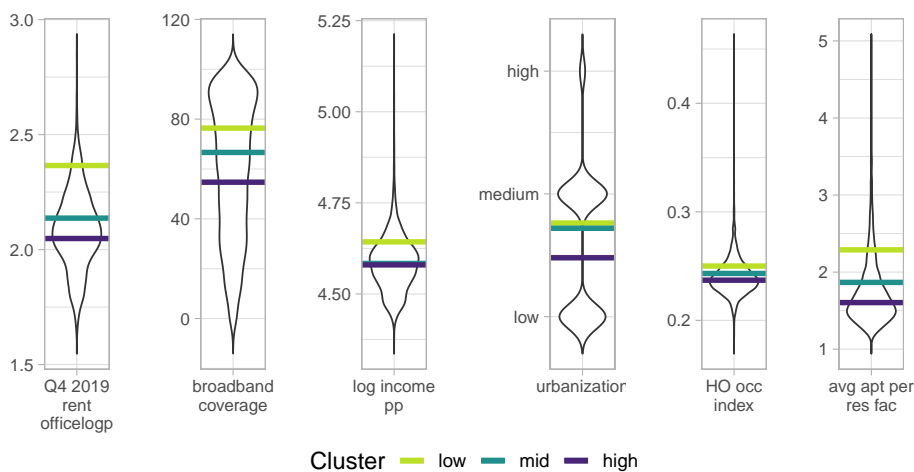 3.0
2.5
2.0
1.5
Q4 2019
rent
officelogp
120
80
40
0
broadband
coverage
5.25
5.00
4.75
4.50
log income
pp
high
medium
low
urbanization
0.4
0.3
0.2
HO occ
index
5
4
3
2
1
avg apt per
res fac
Cluster low mid high